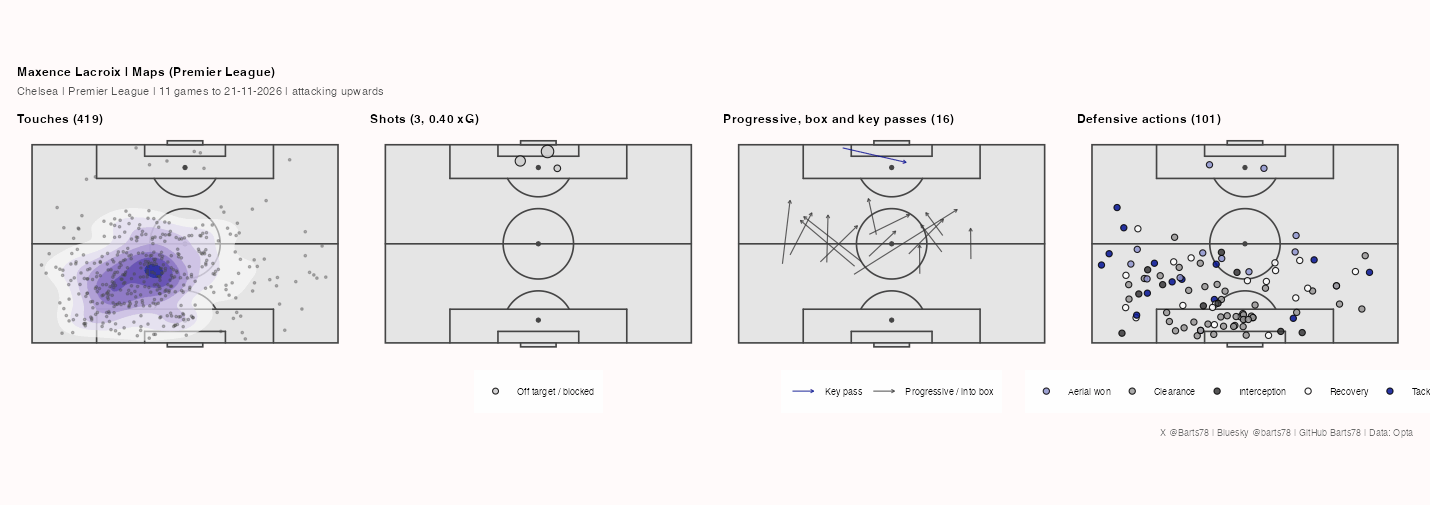 Maxence Lacroix | Maps (Premier League)
Chelsea | Premier League | 11 games to 21-11-2026 | attacking upwards
Touches (419)
Shots (3, 0.40 xG)
Progressive, box and key passes (16)
Defensive actions (101)
Off target / blocked
Key pass
Progressive / into box
Aerial won
Clearance
Interception
Recovery
Tack
X @Barts78 | Bluesky @barts78 | GitHub Barts78 | Data: Opta